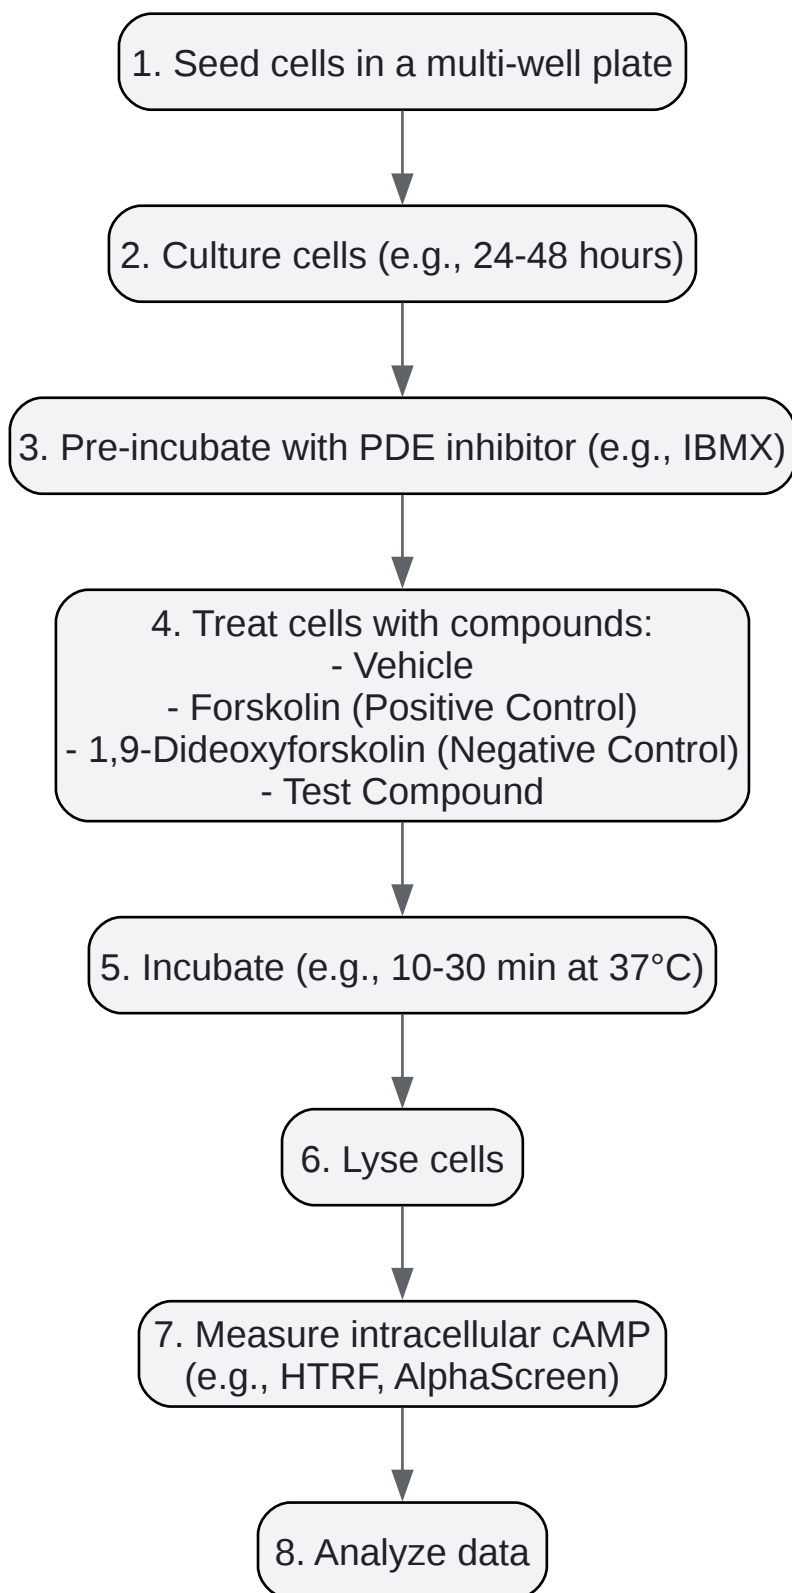 1. Seed cells in a multi-well plate
2. Culture cells (e.g., 24-48 hours)
3. Pre-incubate with PDE inhibitor (e.g., IBMX)
4. Treat cells with compounds:
- Vehicle
- Forskolin (Positive Control)
- 1,9-Dideoxyforskolin (Negative Control)
- Test Compound
5. Incubate (e.g., 10-30 min at 37°C)
6. Lyse cells
7. Measure intracellular cAMP
(e.g., HTRF, AlphaScreen)
8. Analyze data